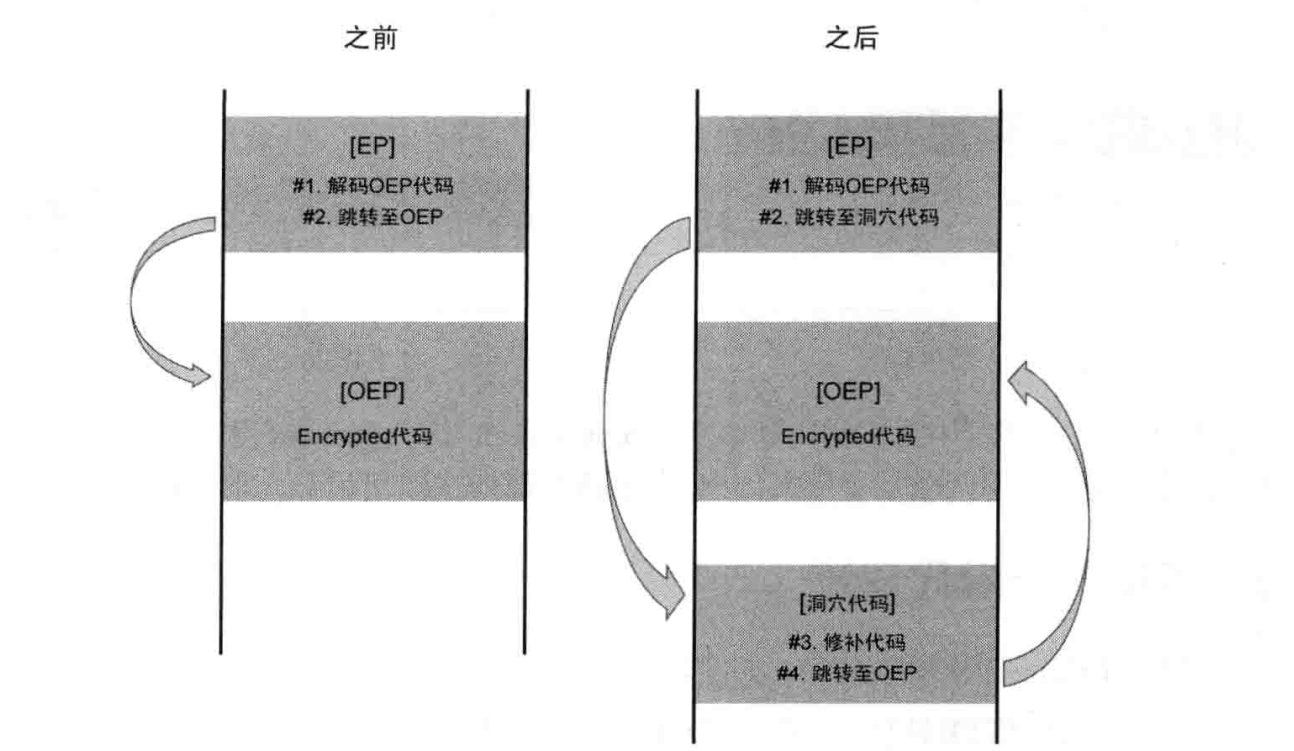 之前
[EP]
#1. 解码OEP代码
#2. 跳转至OEP
[OEP]
Encrypted代码
之后
[EP]
#1. 解码OEP代码
#2. 跳转至洞穴代码
[OEP]
Encrypted代码
[洞穴代码]
#3. 修补代码
#4. 跳转至OEP